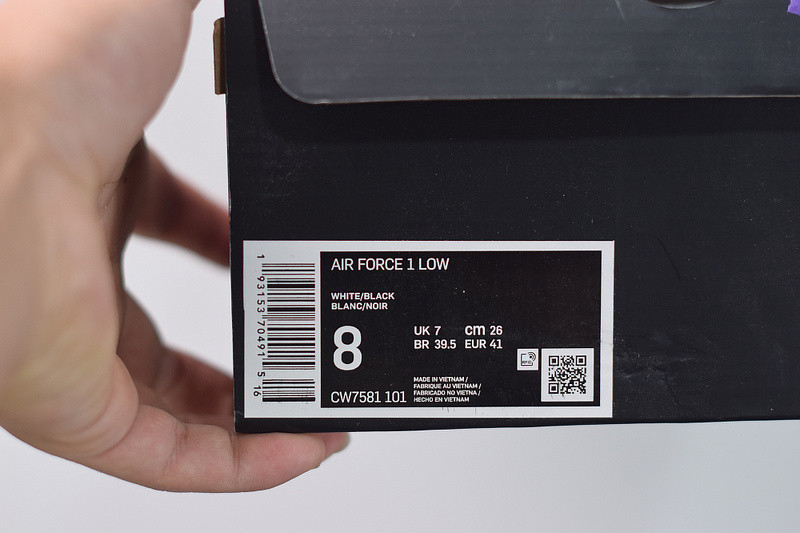 AIR FORCE 1 LOW
WHITE/BLACK
BLANC/NOIR
8
UK 7 cm 26
BR 39.5 EUR 41
CW7581 101
MADE IN VIETNAM /
FABRIQUE AU VIETNAM /
FABRICADO NO VIETNA /
HECHO EN VIETNAM
1 93153 70491 5 16